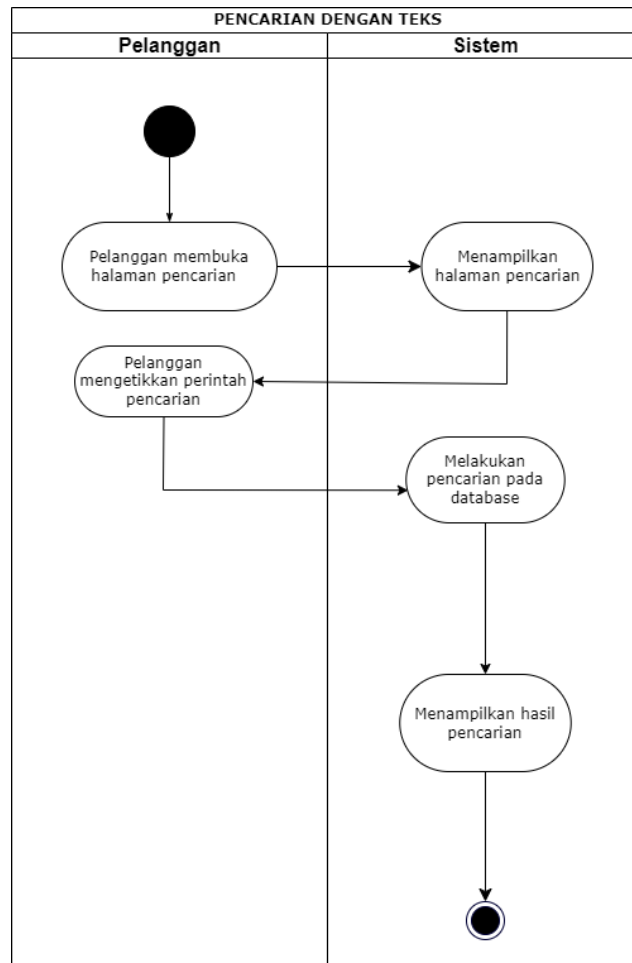 PENCARIAN DENGAN TEKS
Pelanggan
Sistem
Pelanggan membuka
halaman pencarian
Menampilkan
halaman pencarian
Pelanggan
mengetikkan perintah
pencarian
Melakukan
pencarian pada
database
Menampilkan hasil
pencarian